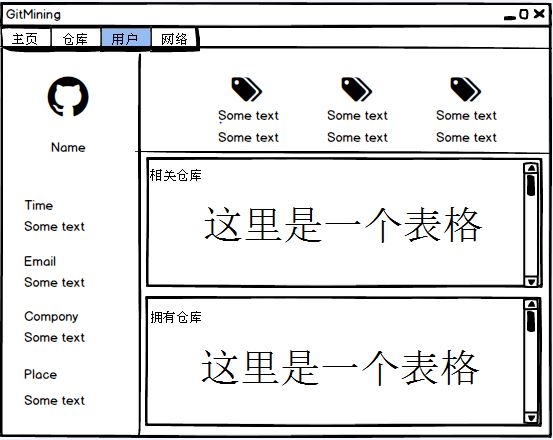 GitMining
主页 仓库 用户 网络
Name
Time
Some text
Email
Some text
Compony
Some text
Place
Some text
Some text Some text Some text
Some text Some text Some text
相关仓库
这里是一个表格
拥有仓库
这里是一个表格